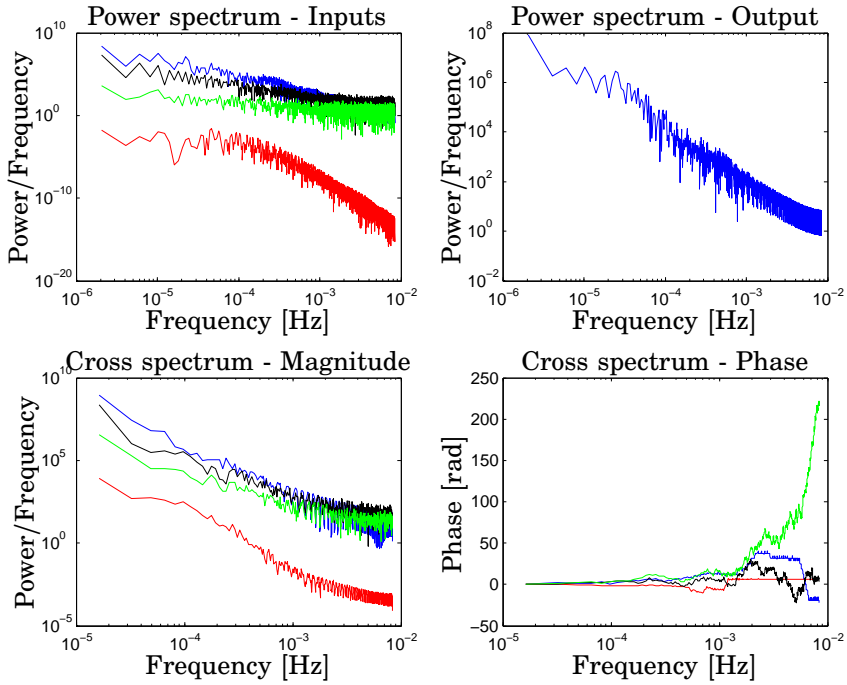 Power spectrum - Inputs
10^10
10^0
10^-10
10^-20
Power/Frequency
10^-6 10^-5 10^-4 10^-3 10^-2
Frequency [Hz]
Power spectrum - Output
10^8
10^6
10^4
10^2
10^0
10^-2
Power/Frequency
10^-6 10^-5 10^-4 10^-3 10^-2
Frequency [Hz]
Cross spectrum - Magnitude
10^10
10^5
10^0
10^-5
Power/Frequency
10^-5 10^-4 10^-3 10^-2
Frequency [Hz]
Cross spectrum - Phase
250
200
150
100
50
0
-50
Phase [rad]
10^-5 10^-4 10^-3 10^-2
Frequency [Hz]